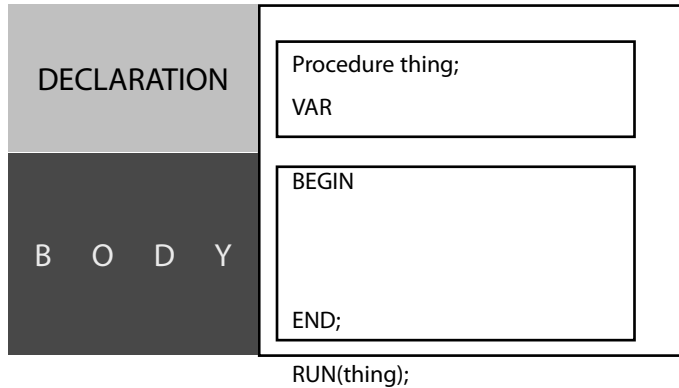 DECLARATION
Procedure thing;
VAR
B O D Y
BEGIN
END;
RUN(thing);